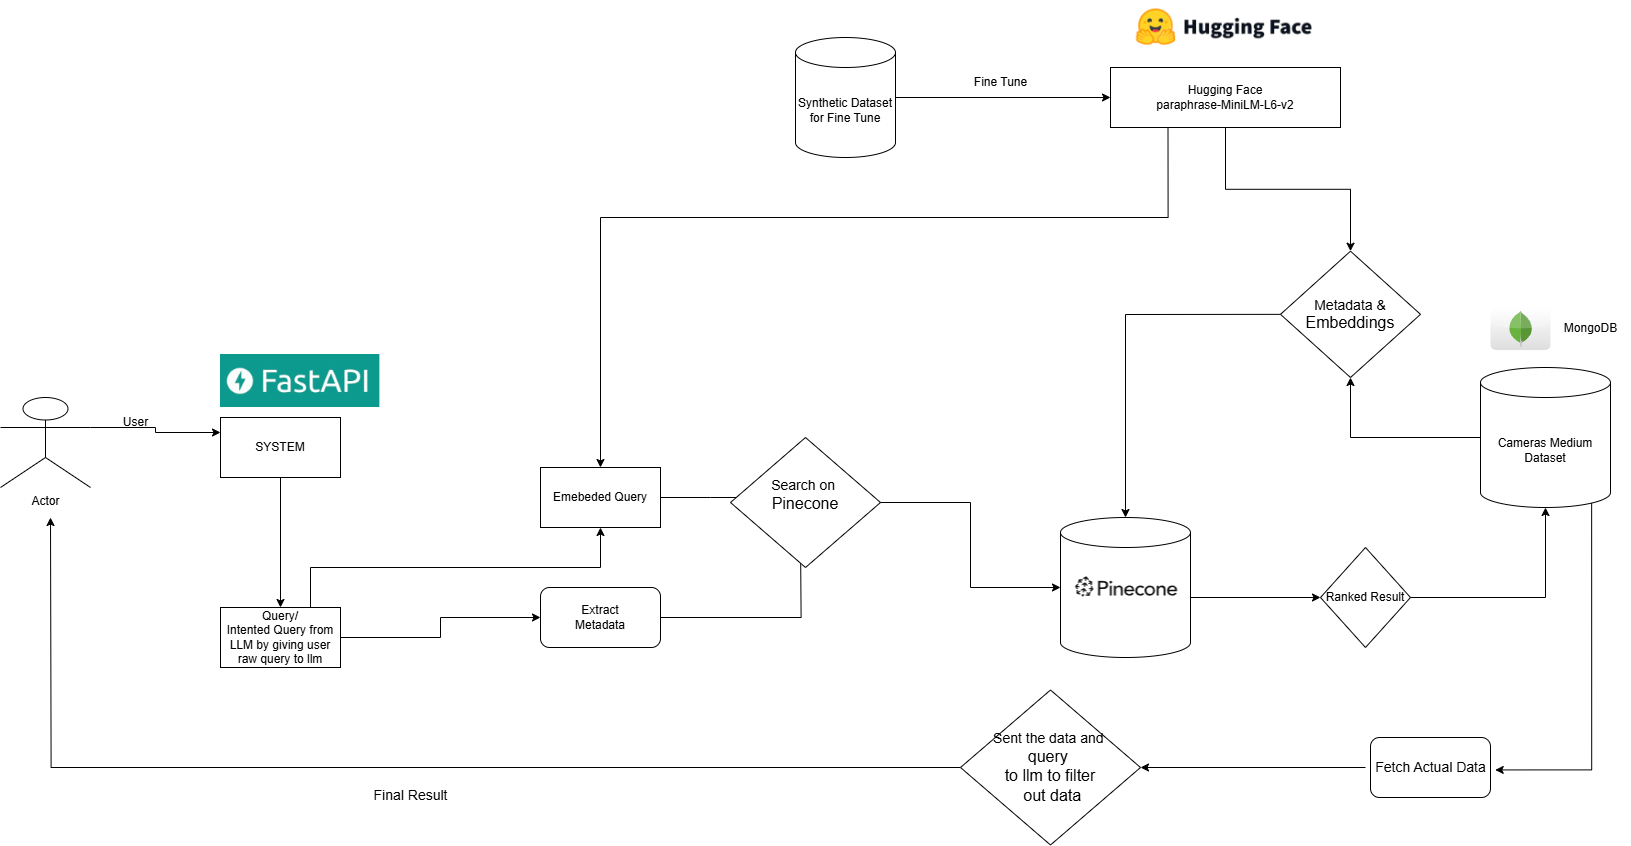 Hugging Face
Fine Tune
Synthetic Dataset
for Fine Tune
Hugging Face
paraphrase-MiniLM-L6-v2
Metadata &
Embeddings
MongoDB
FastAPI
User
SYSTEM
Actor
Cameras Medium
Dataset
Emebeded Query
Search on
Pinecone
Pinecone
Ranked Result
Query/
Intented Query from
LLM by giving user
raw query to llm
Extract
Metadata
Sent the data and
query
to llm to filter
out data
Fetch Actual Data
Final Result